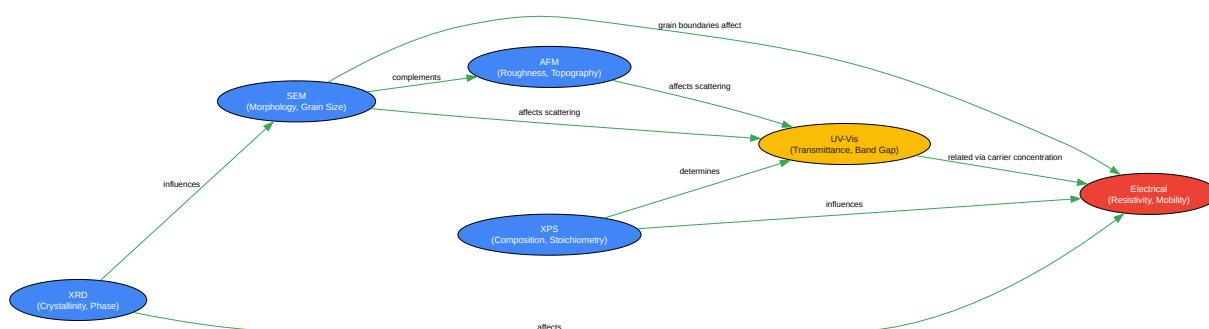 grain boundaries affect
AFM
(Roughness, Topography)
complements
affects scattering
SEM
(Morphology, Grain Size)
affects scattering
UV-Vis
(Transmittance, Band Gap)
related via carrier concentration
determines
influences
Electrical
(Resistivity, Mobility)
influences
XPS
(Composition, Stoichiometry)
XRD
(Crystallinity, Phase)
affects